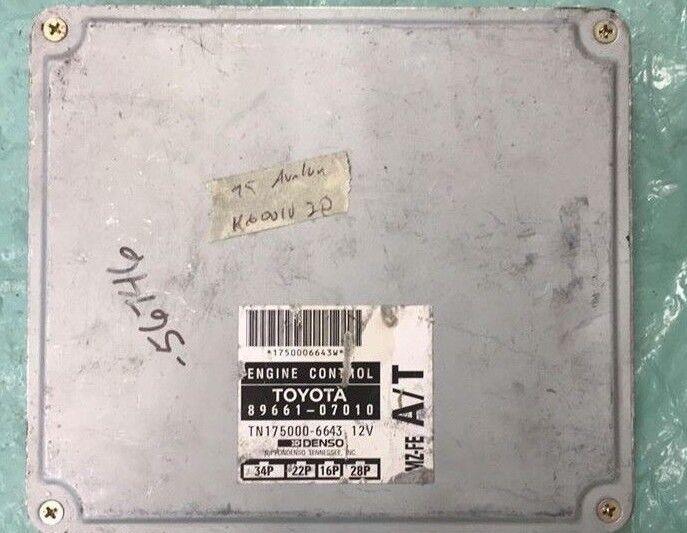 95 Avalon
-56746
*1750006643W*
ENGINE CONTROL
TOYOTA
89661-07010
TN175000-6643 12V
DENSO
NIPPONDENSO TENNESSEE, INC.
34P 22P 16P 28P
MZ-FE A/T